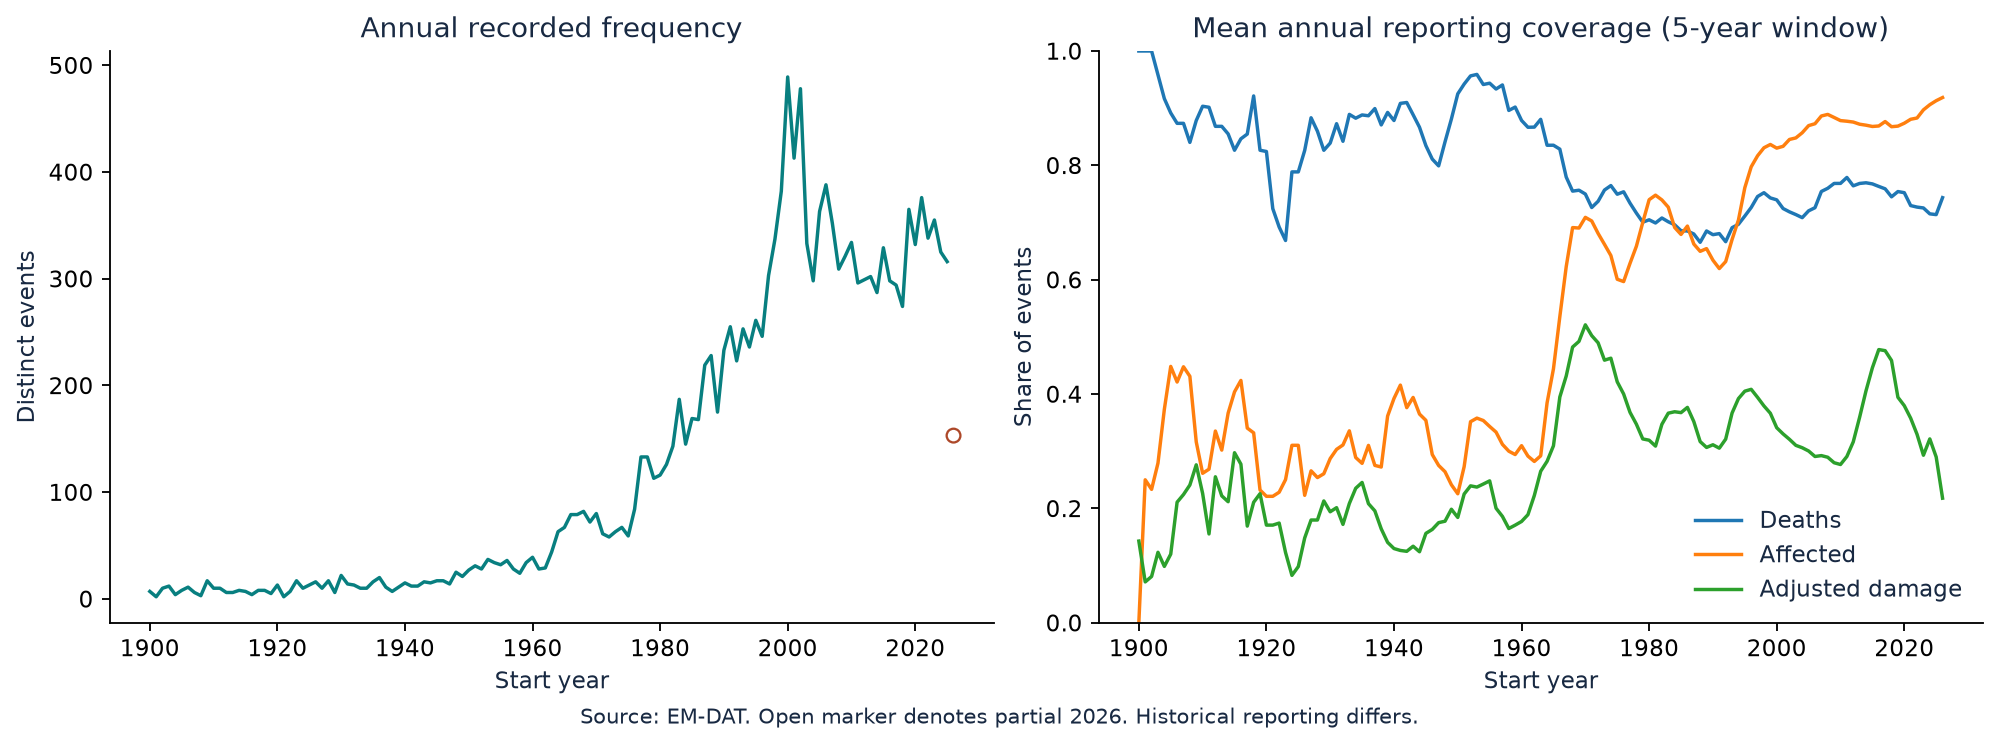 Annual recorded frequency
Distinct events
500
400
300
200
100
0
1900 1920 1940 1960 1980 2000 2020
Start year
Mean annual reporting coverage (5-year window)
Share of events
1.0
0.8
0.6
0.4
0.2
0.0
Deaths
Affected
Adjusted damage
1900 1920 1940 1960 1980 2000 2020
Start year
Source: EM-DAT. Open marker denotes partial 2026. Historical reporting differs.